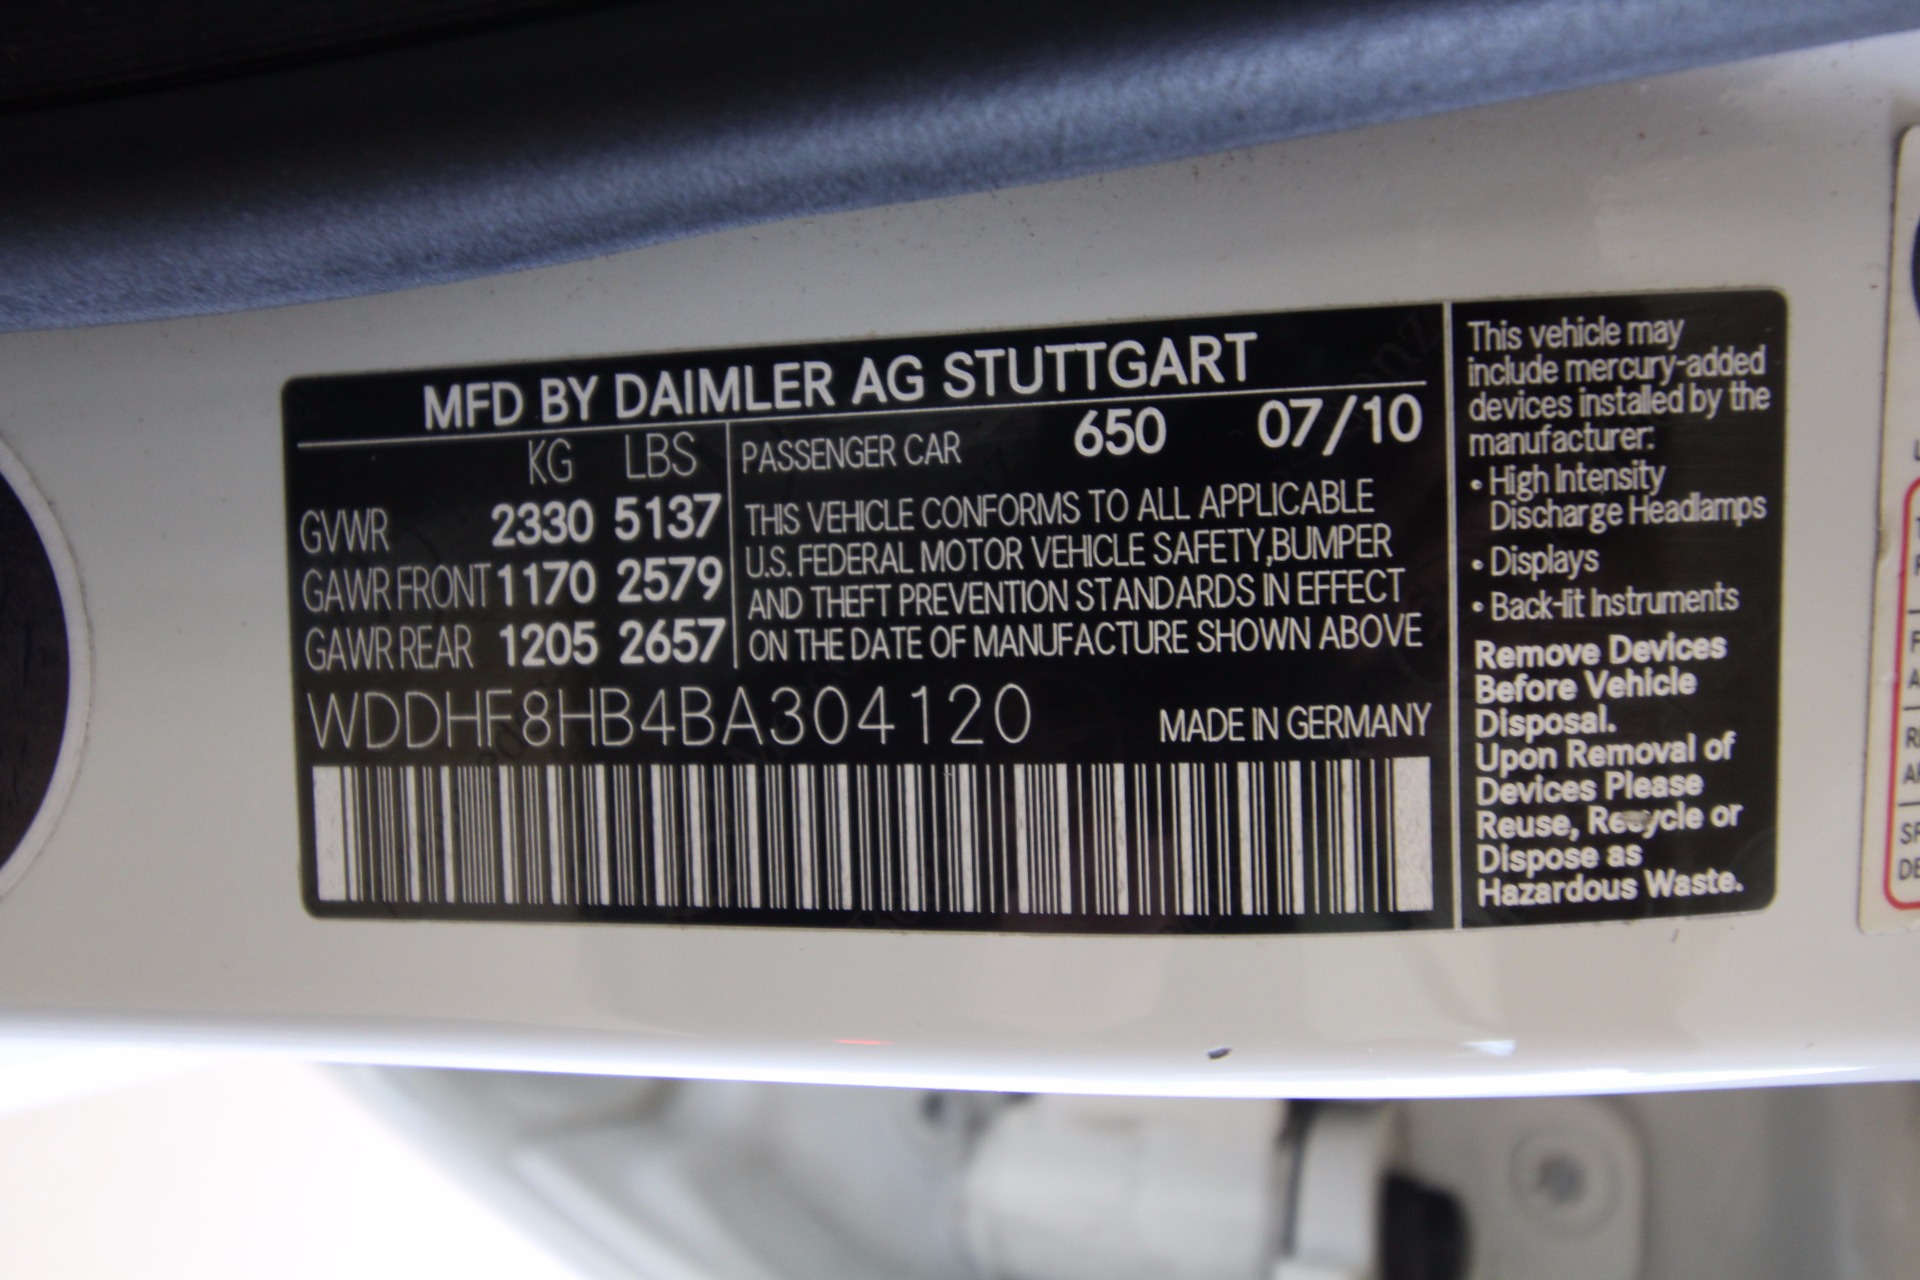 MFD BY DAIMLER AG STUTTGART
KG LBS
GVWR 2330 5137
GAWR FRONT 1170 2579
GAWR REAR 1205 2657
PASSENGER CAR 650 07/10
THIS VEHICLE CONFORMS TO ALL APPLICABLE
U.S. FEDERAL MOTOR VEHICLE SAFETY,BUMPER
AND THEFT PREVENTION STANDARDS IN EFFECT
ON THE DATE OF MANUFACTURE SHOWN ABOVE
WDDHF8HB4BA304120 MADE IN GERMANY
This vehicle may
include mercury-added
devices installed by the
manufacturer:
• High Intensity
Discharge Headlamps
• Displays
• Back-lit Instruments
Remove Devices
Before Vehicle
Disposal.
Upon Removal of
Devices Please
Reuse, Recycle or
Dispose as
Hazardous Waste.